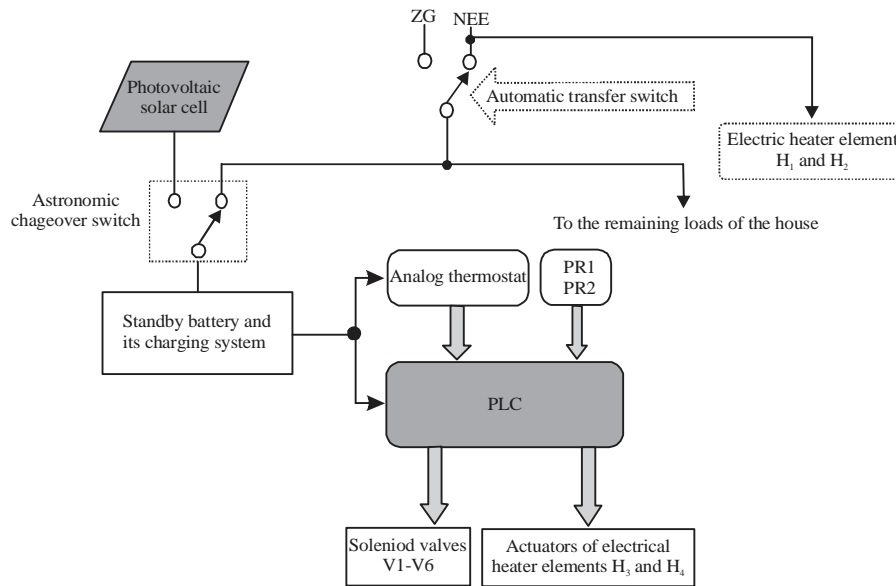 ZG
NEE
Photovoltaic
solar cell
Automatic transfer switch
Electric heater element
H₁ and H₂
Astronomic
chageover switch
To the remaining loads of the house
Analog thermostat
PR1
PR2
Standby battery and
its charging system
PLC
Soleniod valves
V1-V6
Actuators of electrical
heater elements H₃ and H₄